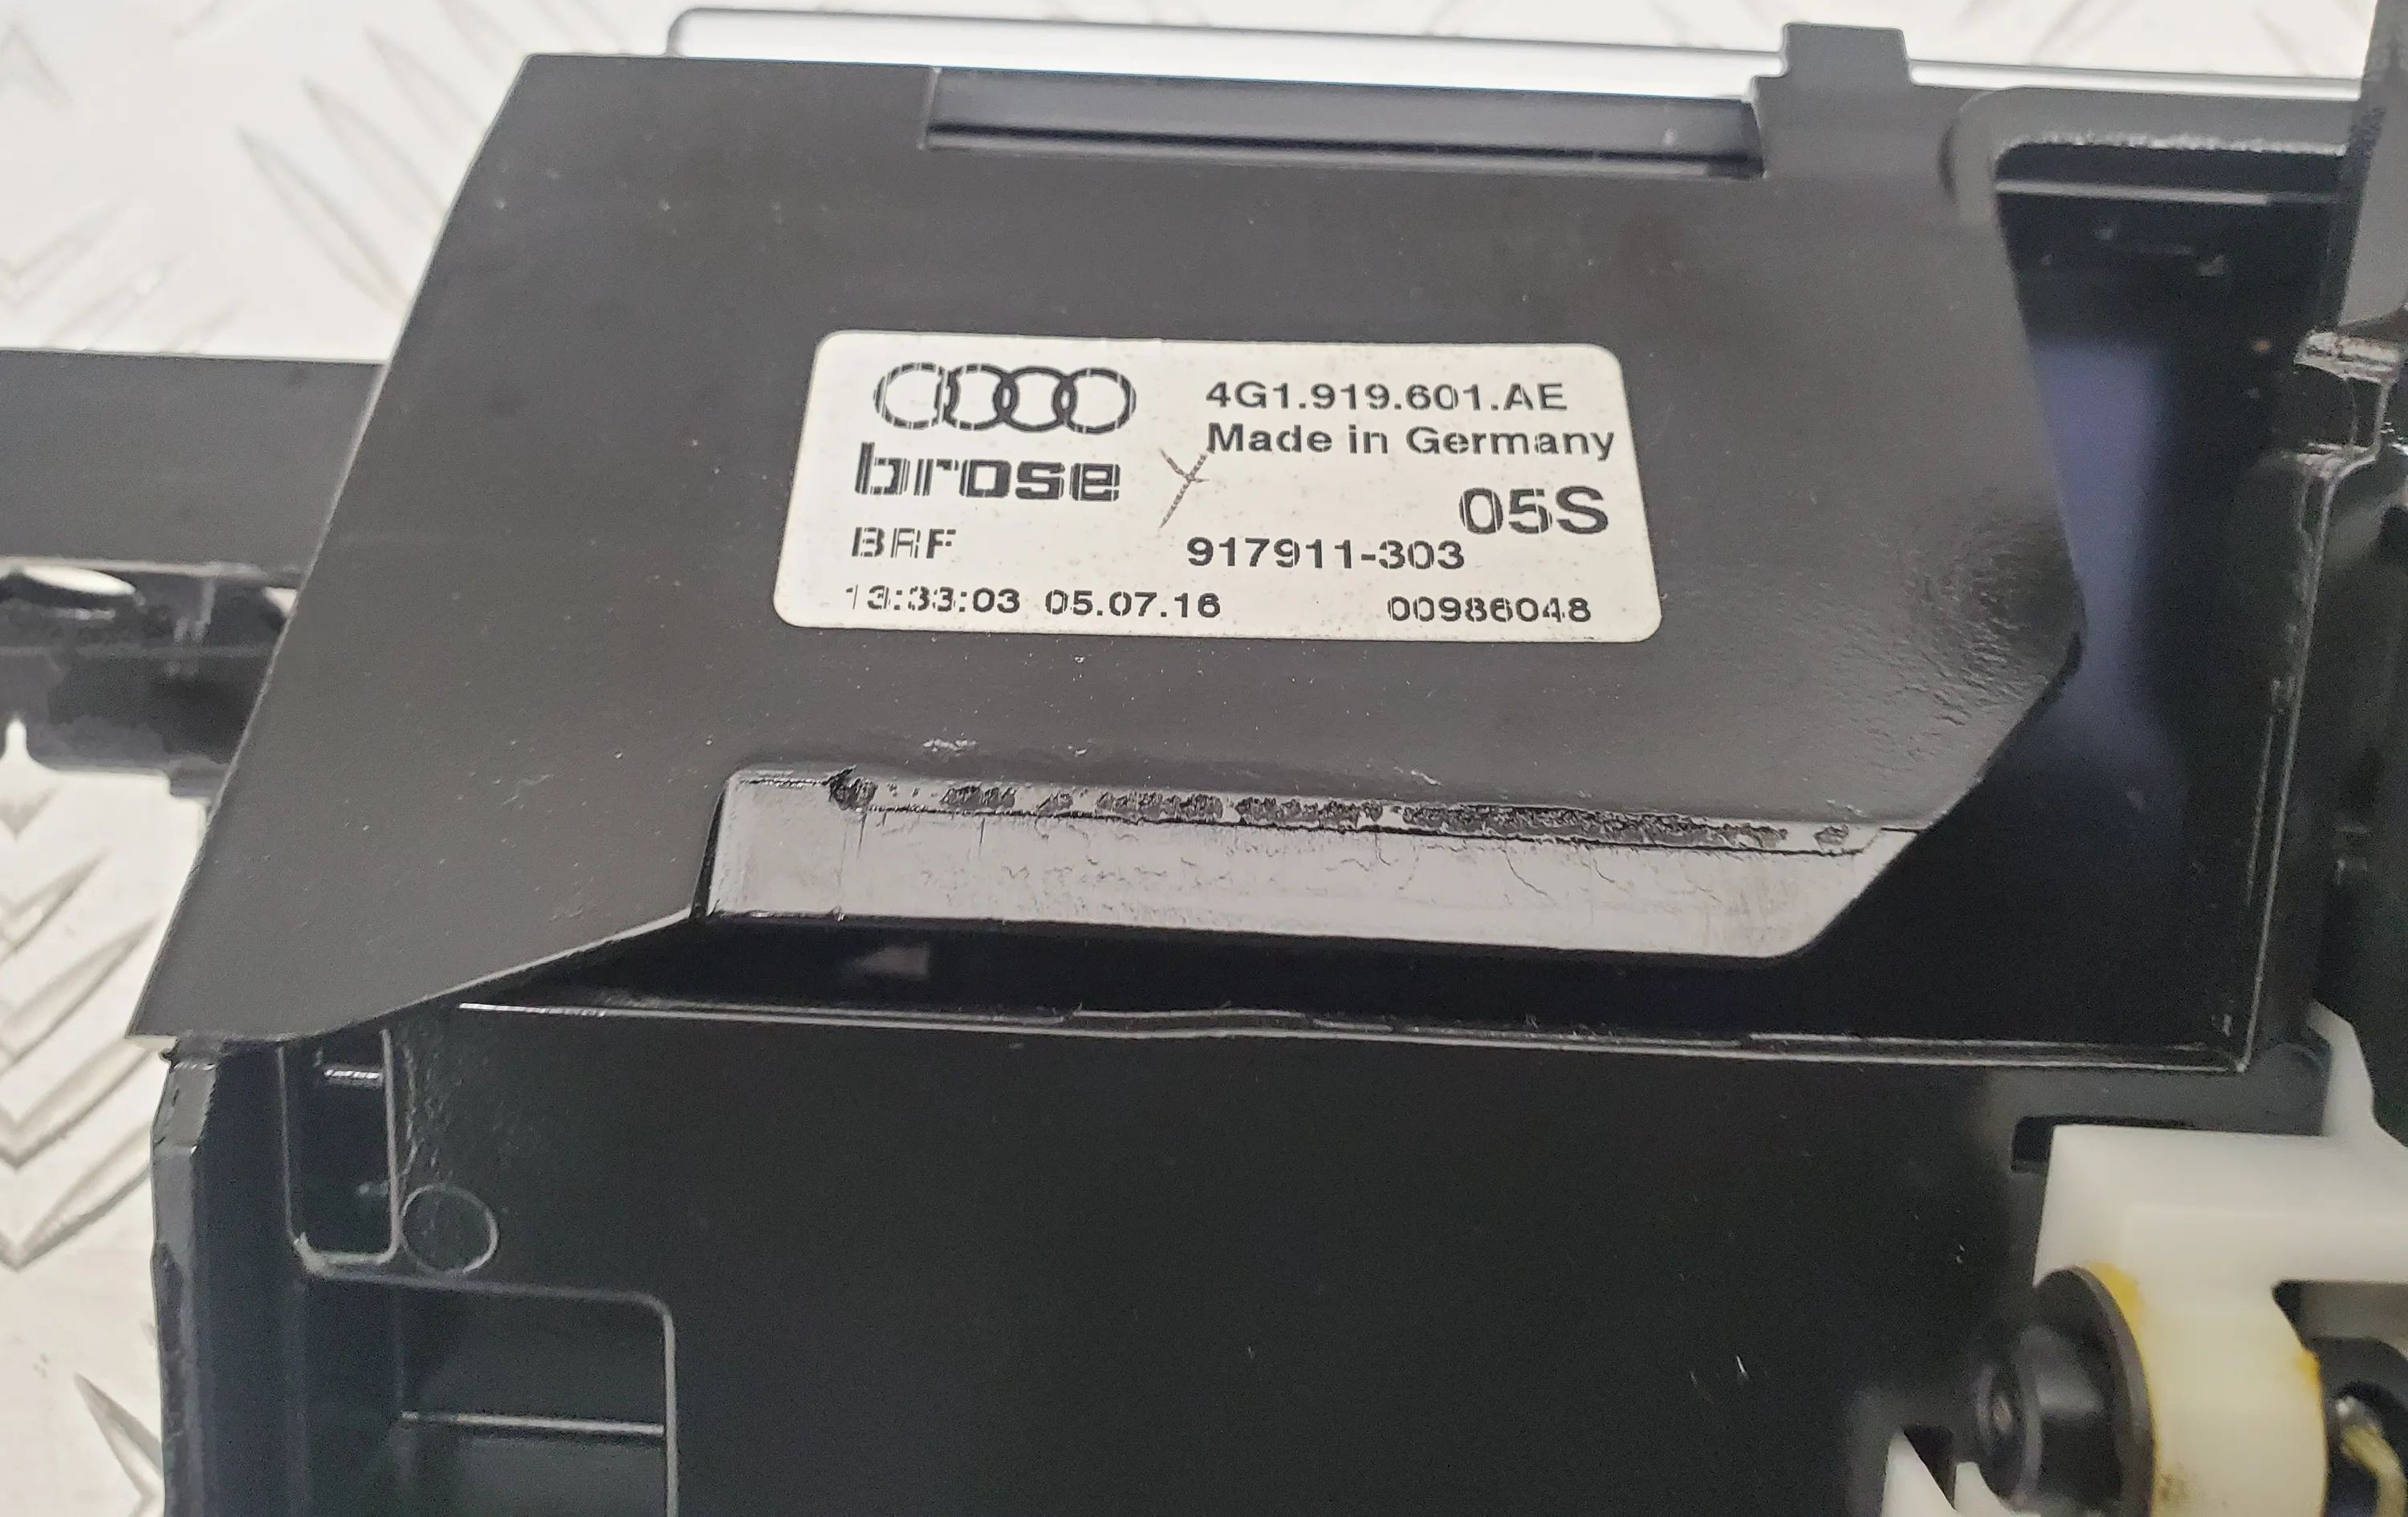 4G1.919.601.AE
Made in Germany
brose
05S
BRF
917911-303
13:33:03 05.07.16
00986048